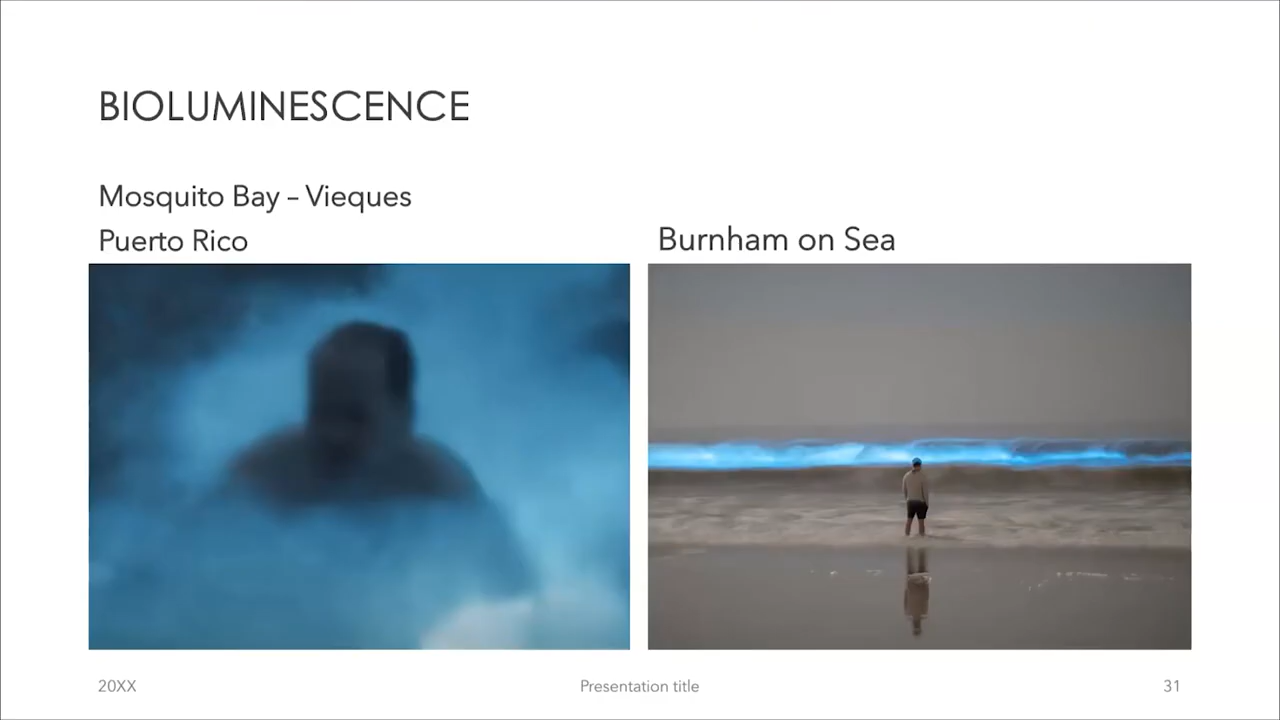 BIOLUMINESCENCE
Mosquito Bay – Vieques
Puerto Rico
Burnham on Sea
20XX
Presentation title
31